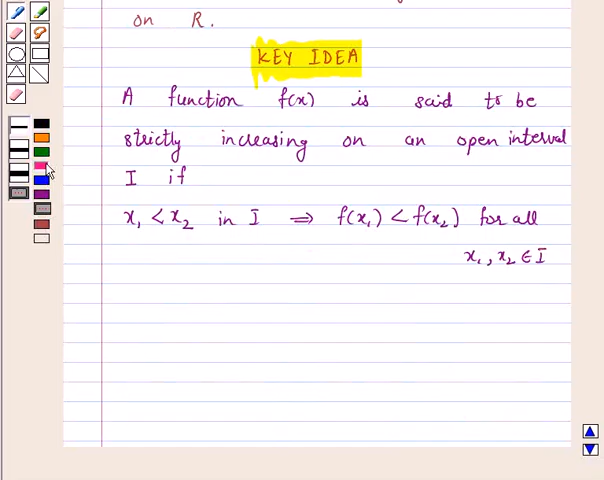 on R.
KEY IDEA
A function f(x) is said to be
strictly increasing on an open interval
I if
x₁ < x₂ in I ⇒ f(x₁) < f(x₂) for all
x₁, x₂ ∈ I